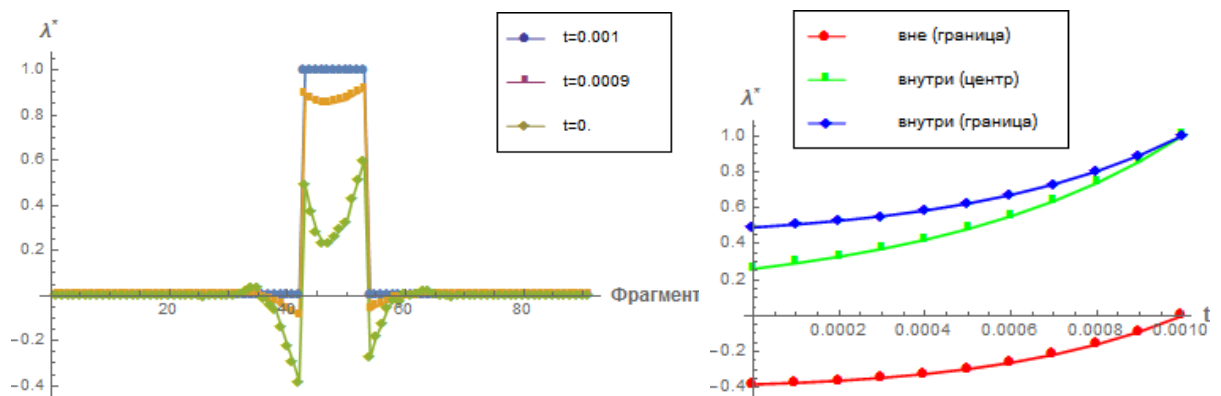 λ*
1.0
0.8
0.6
0.4
0.2
-0.2
-0.4
20
40
60
80
Фрагмент
t=0.001
t=0.0009
t=0.
вне (граница)
внутри (центр)
внутри (граница)
λ*
1.0
0.8
0.6
0.4
0.2
-0.2
-0.4
0.0002
0.0004
0.0006
0.0008
0.0010
t